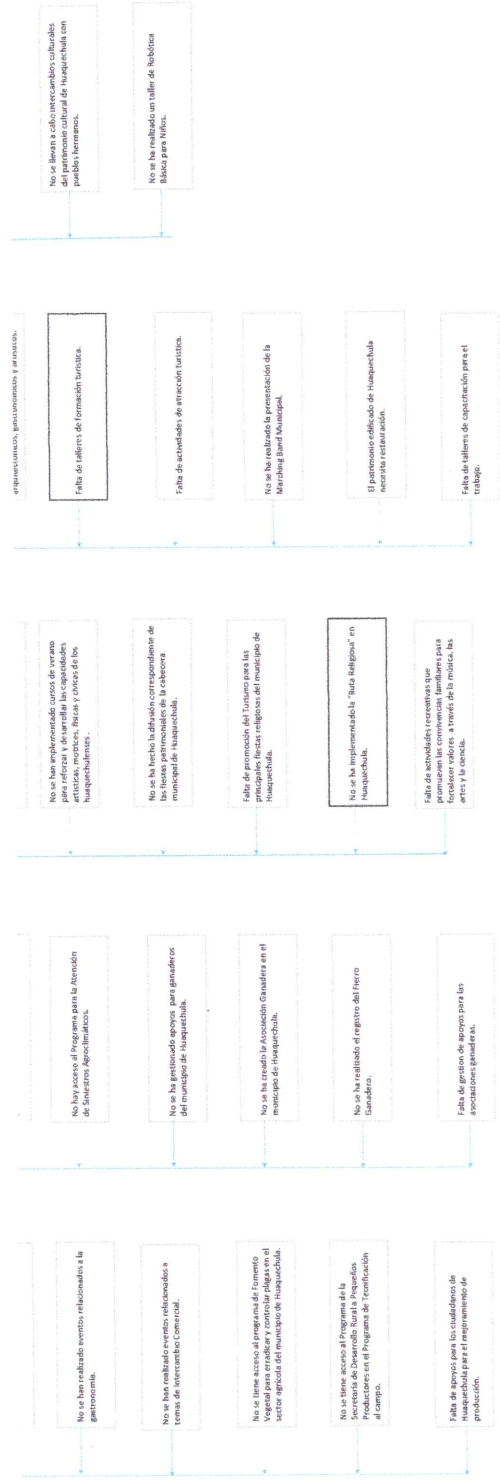 No se han realizado eventos relacionados a la
gastronomía.
No se han realizado eventos relacionados a
temas de Intercambio Comercial.
No se tiene acceso al programa de Fomento
Vegetal para erradicar y controlar plagas en el
sector agrícola del municipio de Huaquechula.
No se tiene acceso al Programa de la
Secretaría de Desarrollo Rural a Pequeños
Productores en el Programa de Tecnificación
al campo.
Falta de apoyos para los ciudadanos de
Huaquechula para el mejoramiento de
producción.
No hay acceso al Programa para la Atención
de Siniestros Agroclimáticos.
No se ha gestionado apoyos para ganaderos
del municipio de Huaquechula.
No se ha creado la Asociación Ganadera en el
municipio de Huaquechula.
No se ha realizado el registro del Fierro
Ganadero.
Falta de gestion de apoyos para las
asociaciones ganaderas.
No se han implementado cursos de verano
para reforzar y desarrollar las capacidades
artísticas, motrices, físicas y cívicas de los
huaquechulenses .
No se ha hecho la difusión correspondiente de
las fiestas patrimoniales de la cabecera
municipal de Huaquechula.
Falta de promoción del Turismo para las
principales fiestas religiosas del municipio de
Huaquechula.
No se ha implementado la "Ruta Religiosa" en
Huaquechula.
Falta de actividades recreativas que
promuevan las convivencias familiares para
fortalecer valores a través de la música, las
artes y la ciencia.
arquitectónicos, gastronómicos y artísticos.
Falta de talleres de formación turística.
Falta de actividades de atracción turística.
No se ha realizado la presentación de la
Marching Band Municipal.
El patrimonio edificado de Huaquechula
necesita restauración.
Falta de talleres de capacitación para el
trabajo.
No se llevan a cabo intercambios culturales
del patrimonio cultural de Huaquechula con
pueblos hermanos.
No se ha realizado un taller de Robótica
Básica para Niños.